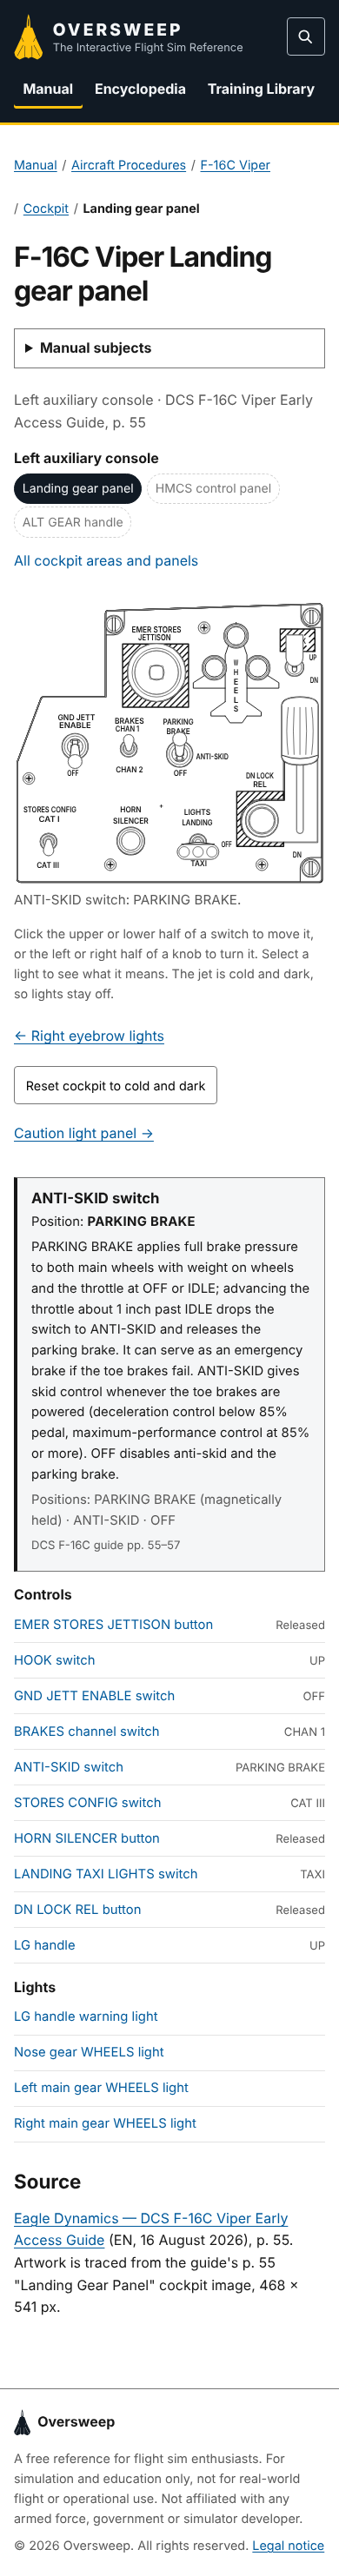 OVERSWEEP
The Interactive Flight Sim Reference
Manual Encyclopedia Training Library
Manual / Aircraft Procedures / F-16C Viper
/ Cockpit / Landing gear panel
F-16C Viper Landing
gear panel
▶ Manual subjects
Left auxiliary console · DCS F-16C Viper Early
Access Guide, p. 55
Left auxiliary console
Landing gear panel HMCS control panel
ALT GEAR handle
All cockpit areas and panels
EMER STORES
JETTISON
WHEELS
UP
DN
GND JETT
ENABLE
OFF
BRAKES
CHAN 1
CHAN 2
PARKING
BRAKE
ANTI-SKID
OFF
DN LOCK
REL
STORES CONFIG
CAT I
CAT III
HORN
SILENCER
LIGHTS
LANDING
OFF
TAXI
DN
ANTI-SKID switch: PARKING BRAKE.
Click the upper or lower half of a switch to move it,
or the left or right half of a knob to turn it. Select a
light to see what it means. The jet is cold and dark,
so lights stay off.
← Right eyebrow lights
Reset cockpit to cold and dark
Caution light panel →
ANTI-SKID switch
Position: PARKING BRAKE
PARKING BRAKE applies full brake pressure
to both main wheels with weight on wheels
and the throttle at OFF or IDLE; advancing the
throttle about 1 inch past IDLE drops the
switch to ANTI-SKID and releases the
parking brake. It can serve as an emergency
brake if the toe brakes fail. ANTI-SKID gives
skid control whenever the toe brakes are
powered (deceleration control below 85%
pedal, maximum-performance control at 85%
or more). OFF disables anti-skid and the
parking brake.
Positions: PARKING BRAKE (magnetically
held) · ANTI-SKID · OFF
DCS F-16C guide pp. 55–57
Controls
EMER STORES JETTISON button Released
HOOK switch UP
GND JETT ENABLE switch OFF
BRAKES channel switch CHAN 1
ANTI-SKID switch PARKING BRAKE
STORES CONFIG switch CAT III
HORN SILENCER button Released
LANDING TAXI LIGHTS switch TAXI
DN LOCK REL button Released
LG handle UP
Lights
LG handle warning light
Nose gear WHEELS light
Left main gear WHEELS light
Right main gear WHEELS light
Source
Eagle Dynamics — DCS F-16C Viper Early
Access Guide (EN, 16 August 2026), p. 55.
Artwork is traced from the guide's p. 55
"Landing Gear Panel" cockpit image, 468 ×
541 px.
Oversweep
A free reference for flight sim enthusiasts. For
simulation and education only, not for real-world
flight or operational use. Not affiliated with any
armed force, government or simulator developer.
© 2026 Oversweep. All rights reserved. Legal notice